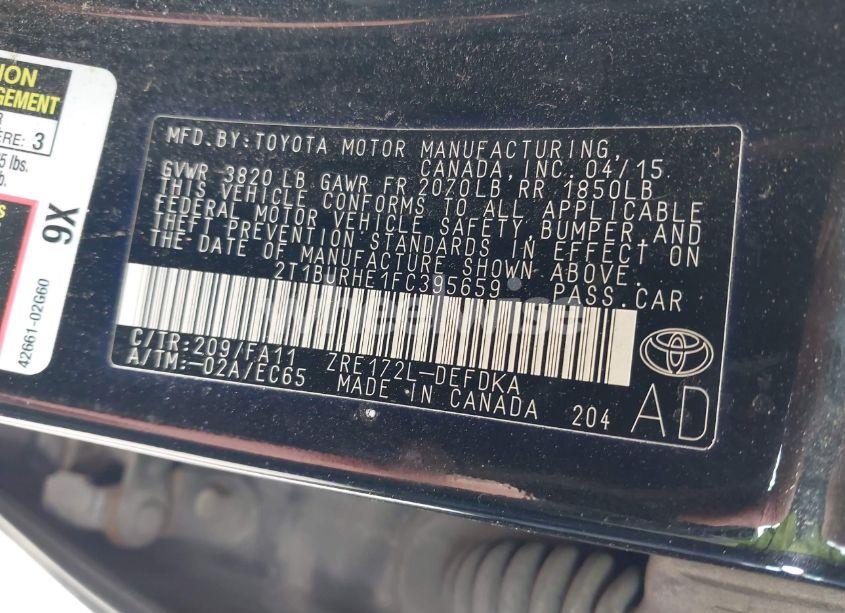 ION
GEMENT
R
ERE: 3
5 lbs.
b.
s
9X
42661-02G60
MFD.BY:TOYOTA MOTOR MANUFACTURING,
CANADA,INC. 04/15
GVWR 3820 LB GAWR FR 2070LB RR 1850LB
THIS VEHICLE CONFORMS TO ALL APPLICABLE
FEDERAL MOTOR VEHICLE SAFETY,BUMPER,AND
THEFT PREVENTION STANDARDS IN EFFECT ON
THE DATE OF MANUFACTURE SHOWN ABOVE.
2T1BURHE1FC395659 PASS.CAR
C/TR:209/FA11 ZRE172L-DEFDKA
A/TM:-02A/EC65 MADE IN CANADA 204
AD